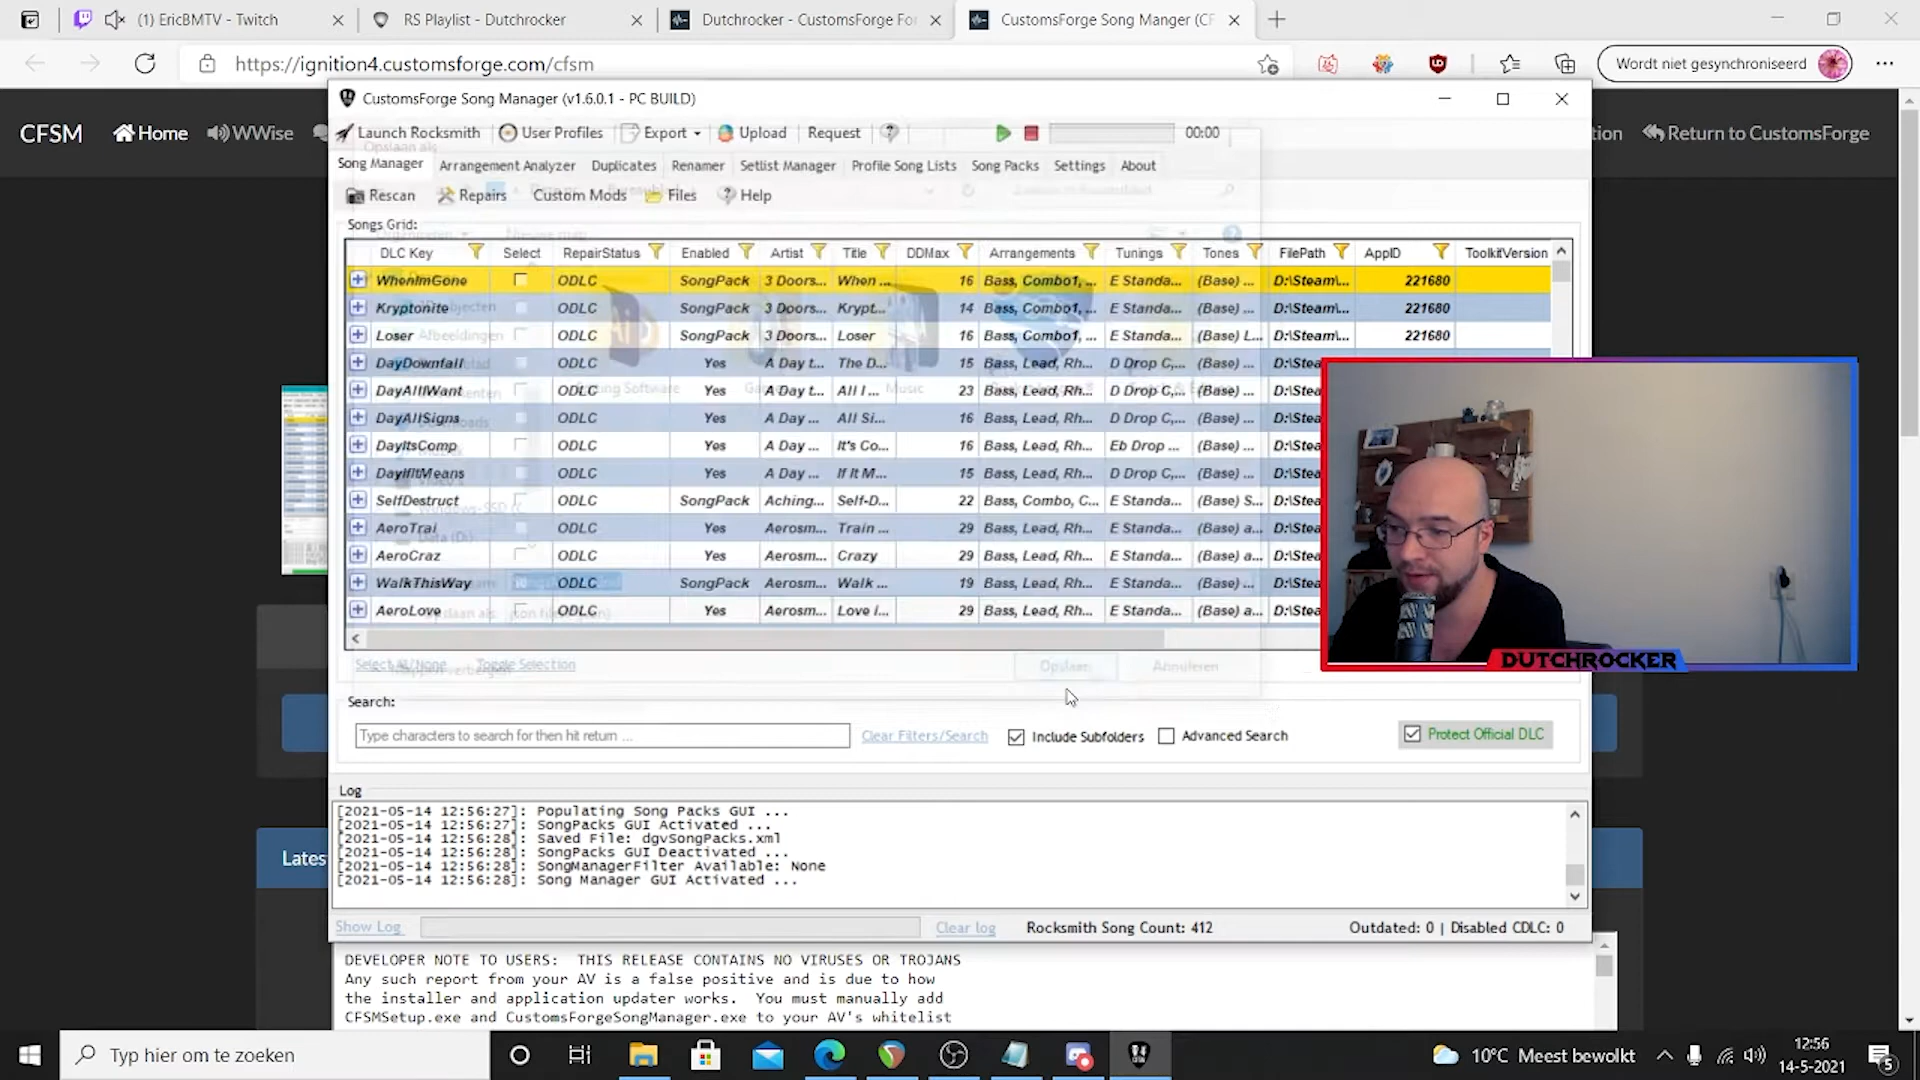 (1) EricBMTV - Twitch
RS Playlist - Dutchrocker
Dutchrocker - CustomsForge Fo
CustomsForge Song Manger (CF
https://ignition4.customsforge.com/cfsm
Wordt niet gesynchroniseerd
CFSM
Home
WWise
Return to CustomsForge
CustomsForge Song Manager (v1.6.0.1 - PC BUILD)
Launch Rocksmith User Profiles Export Upload Request 00:00
Opslaan als
Song Manager Arrangement Analyzer Duplicates Renamer Setlist Manager Profile Song Lists Song Packs Settings About
Rescan Repairs Custom Mods Files Help
Songs Grid:
DLC Key Select RepairStatus Enabled Artist Title DDMax Arrangements Tunings Tones FilePath AppID ToolkitVersion
WhenImGone ODLC SongPack 3 Doors... When ... 16 Bass, Combo1, ... E Standa... (Base) ... D:\Steam\... 221680
Kryptonite ODLC SongPack 3 Doors... Krypt... 14 Bass, Combo1, ... E Standa... (Base) ... D:\Steam\... 221680
Loser ODLC SongPack 3 Doors... Loser 16 Bass, Combo1, ... E Standa... (Base) L... D:\Steam\... 221680
DayDownfall ODLC Yes A Day t... The D... 15 Bass, Lead, Rh... D Drop C,... (Base) ... D:\Stea
DayAllIWant ODLC Yes A Day t... All I ... 23 Bass, Lead, Rh... D Drop C,... (Base) ... D:\Stea
DayAllSigns ODLC Yes A Day ... All Si... 16 Bass, Lead, Rh... D Drop C,... (Base) ... D:\Stea
DayItsComp ODLC Yes A Day ... It's Co... 16 Bass, Lead, Rh... Eb Drop ... (Base) ... D:\Stea
DayIfItMeans ODLC Yes A Day ... If It M... 15 Bass, Lead, Rh... D Drop C,... (Base) ... D:\Stea
SelfDestruct ODLC SongPack Aching... Self-D... 22 Bass, Combo, C... E Standa... (Base) S... D:\Stea
AeroTrai ODLC Yes Aerosm... Train ... 29 Bass, Lead, Rh... E Standa... (Base) a... D:\Stea
AeroCraz ODLC Yes Aerosm... Crazy 29 Bass, Lead, Rh... E Standa... (Base) a... D:\Stea
WalkThisWay ODLC SongPack Aerosm... Walk ... 19 Bass, Lead, Rh... E Standa... (Base) ... D:\Stea
AeroLove ODLC Yes Aerosm... Love I... 29 Bass, Lead, Rh... E Standa... (Base) a... D:\Stea
Select All/None Toggle Selection Opslaan Annuleren
DUTCHROCKER
Search:
Type characters to search for then hit return ... Clear Filters/Search Include Subfolders Advanced Search Protect Official DLC
Log
[2021-05-14 12:56:27]: Populating Song Packs GUI ...
[2021-05-14 12:56:27]: SongPacks GUI Activated ...
[2021-05-14 12:56:28]: Saved File: dgvSongPacks.xml
[2021-05-14 12:56:28]: SongPacks GUI Deactivated ...
[2021-05-14 12:56:28]: SongManagerFilter Available: None
[2021-05-14 12:56:28]: Song Manager GUI Activated ...
Lates
Show Log Clear log Rocksmith Song Count: 412 Outdated: 0 | Disabled CDLC: 0
DEVELOPER NOTE TO USERS: THIS RELEASE CONTAINS NO VIRUSES OR TROJANS
Any such report from your AV is a false positive and is due to how
the installer and application updater works. You must manually add
CFSMSetup.exe and CustomsForgeSongManager.exe to your AV's whitelist
Typ hier om te zoeken
10°C Meest bewolkt
12:56
14-5-2021
5